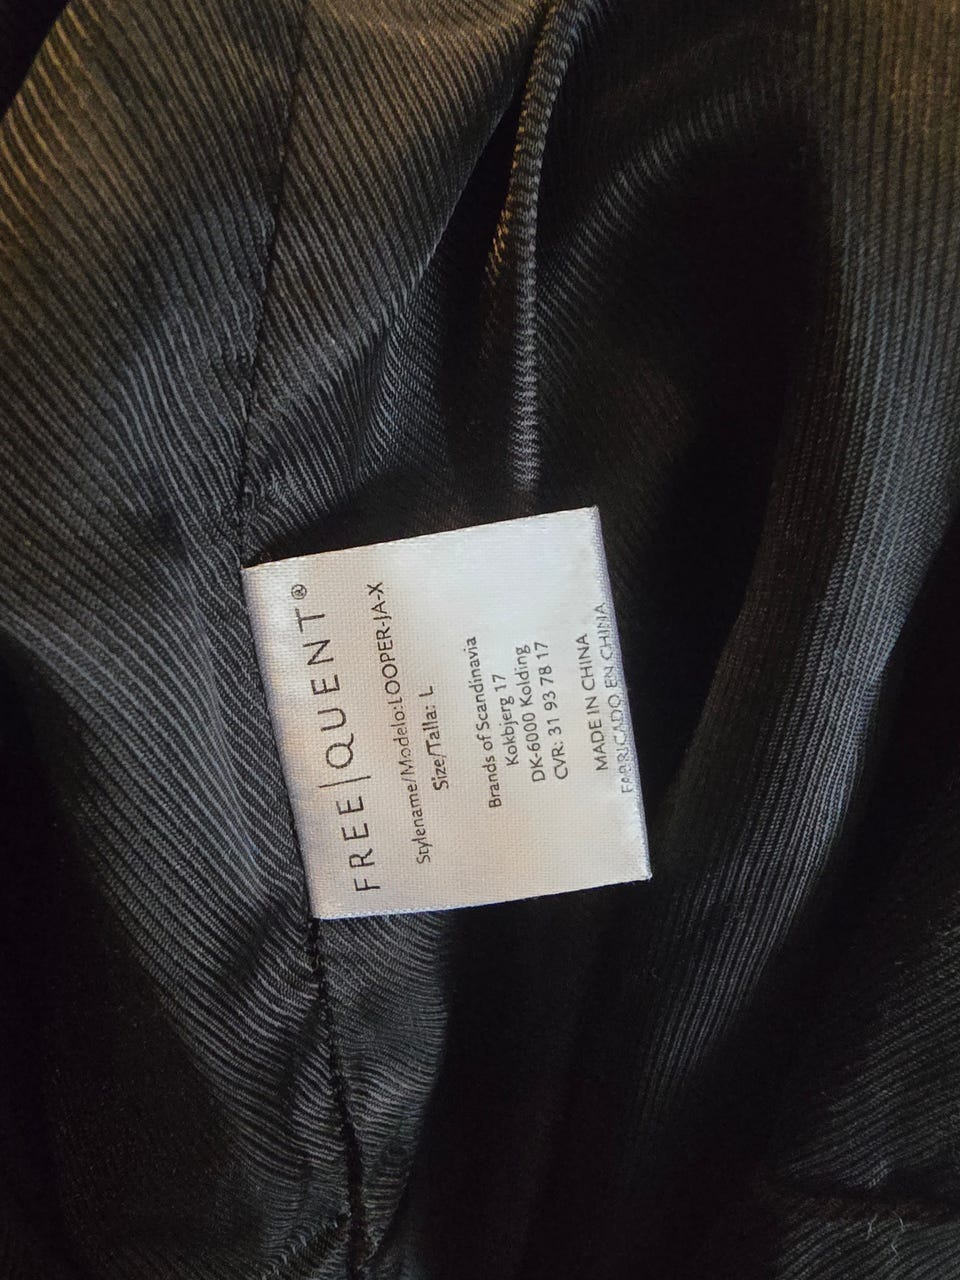 FREE|QUENT®
Stylename/Modelo:LOOPER-JA-X
Size/Talla: L
Brands of Scandinavia
Kokbjerg 17
DK-6000 Kolding
CVR: 31 93 78 17
MADE IN CHINA
FABRICADO EN CHINA